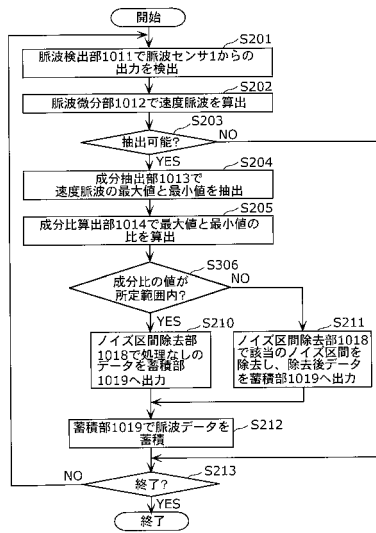 開始
S201
脈波検出部1011で脈波センサ1からの
出力を検出
S202
脈波微分部1012で速度脈波を算出
S203
抽出可能?
NO
YES
S204
成分抽出部1013で
速度脈波の最大値と最小値を抽出
S205
成分比算出部1014で最大値と最小値の
比を算出
S306
成分比の値が
所定範囲内?
NO
YES
S210
ノイズ区間除去部
1018で処理なしの
データを蓄積部
1019へ出力
S211
ノイズ区間除去部1018
で該当のノイズ区間を
除去し、除去後データ
を蓄積部1019へ出力
S212
蓄積部1019で脈波データを
蓄積
S213
NO
終了?
YES
終了